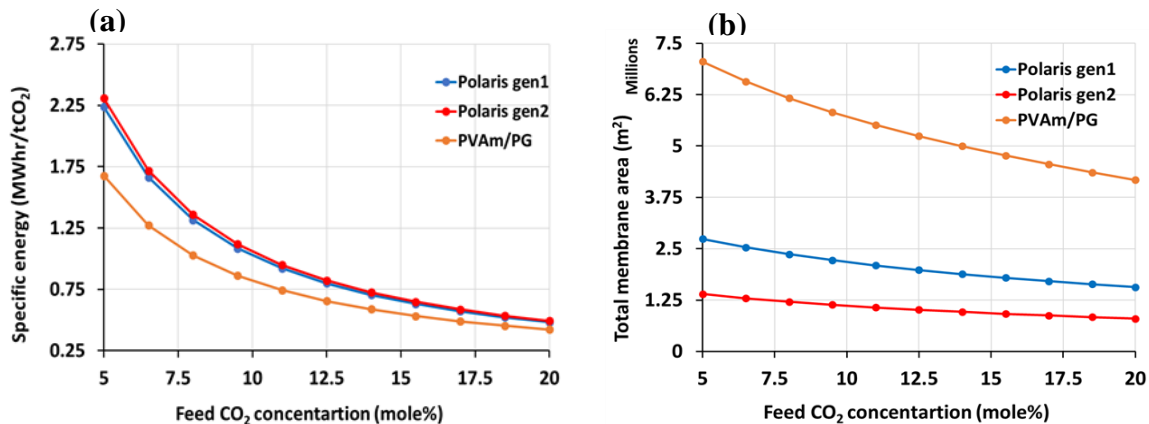 (a)
2.75
2.25
1.75
1.25
0.75
0.25
5
7.5
10
12.5
15
17.5
20
Specific energy (MWhr/tCO2)
Feed CO2 concentartion (mole%)
Polaris gen1
Polaris gen2
PVAm/PG
(b)
Millions
7.5
6.25
5
3.75
2.5
1.25
0
5
7.5
10
12.5
15
17.5
20
Total membrane area (m²)
Feed CO2 concentartion (mole%)
Polaris gen1
Polaris gen2
PVAm/PG